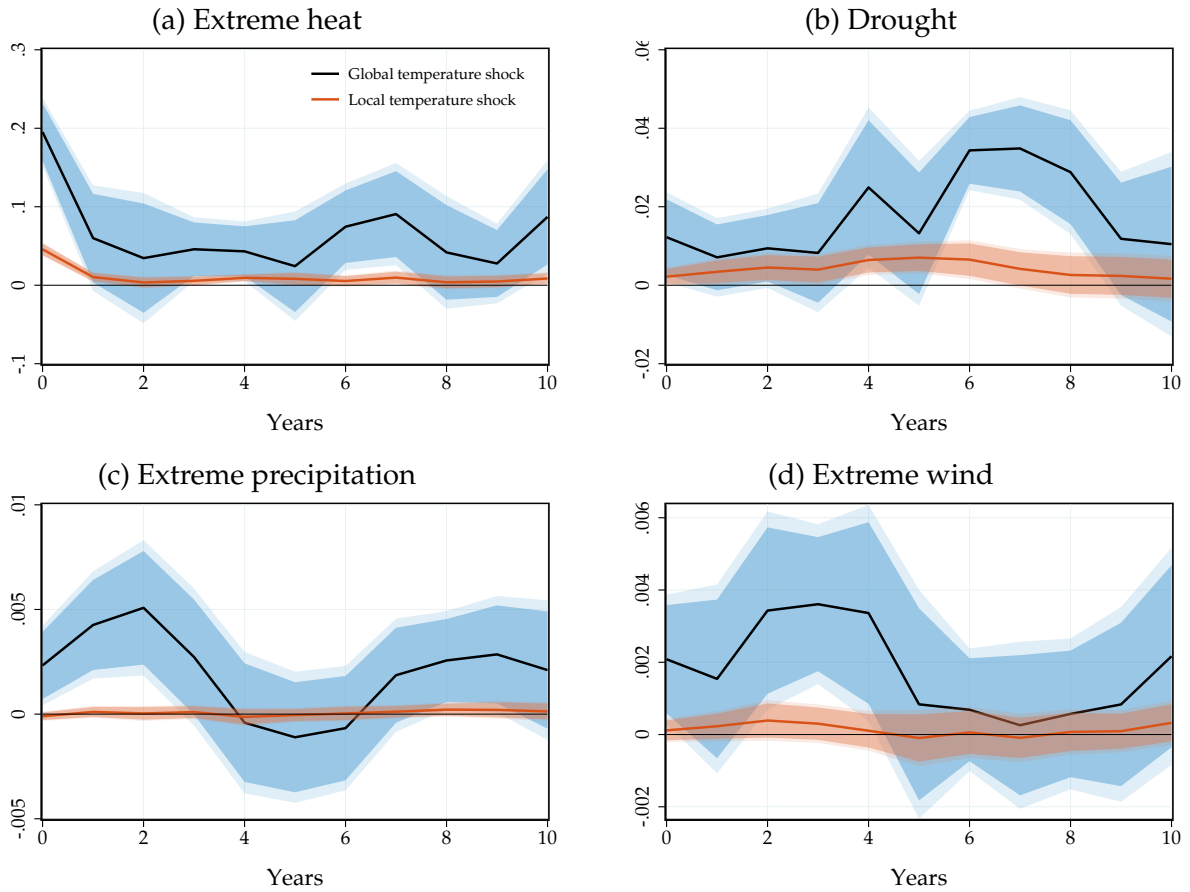 (a) Extreme heat
.3
.2
.1
0
-.1
Global temperature shock
Local temperature shock
0 2 4 6 8 10
Years
(b) Drought
.06
.04
.02
0
-.02
0 2 4 6 8 10
Years
(c) Extreme precipitation
.01
.005
0
-.005
0 2 4 6 8 10
Years
(d) Extreme wind
.006
.004
.002
0
-.002
0 2 4 6 8 10
Years